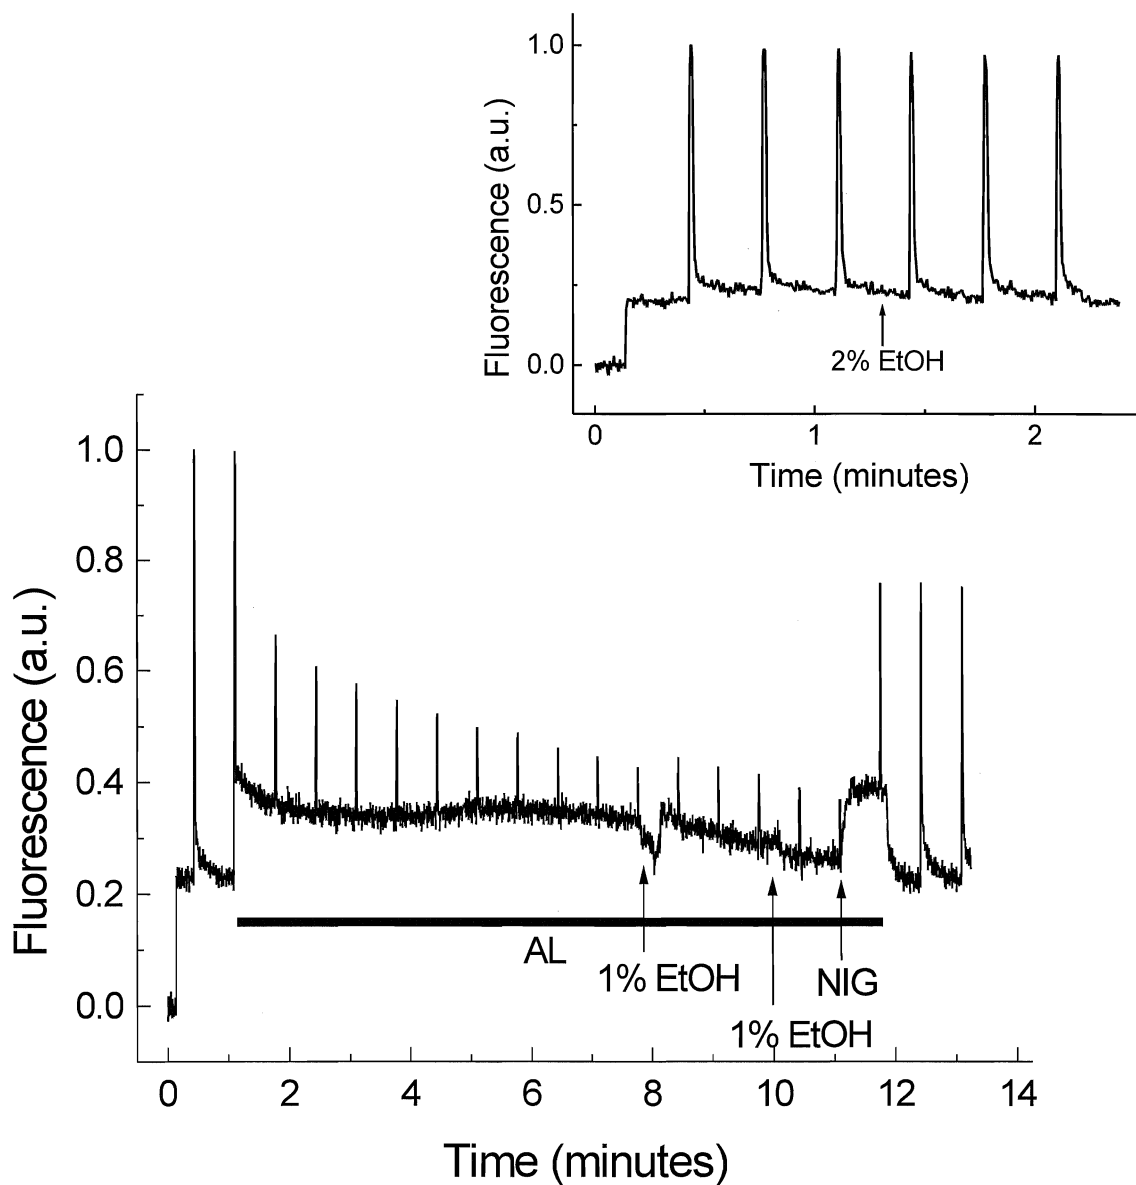 1.0
0.5
0.0
Fluorescence (a.u.)
2% EtOH
0 1 2
Time (minutes)
1.0
0.8
0.6
0.4
0.2
0.0
Fluorescence (a.u.)
AL
1% EtOH
NIG
1% EtOH
0 2 4 6 8 10 12 14
Time (minutes)